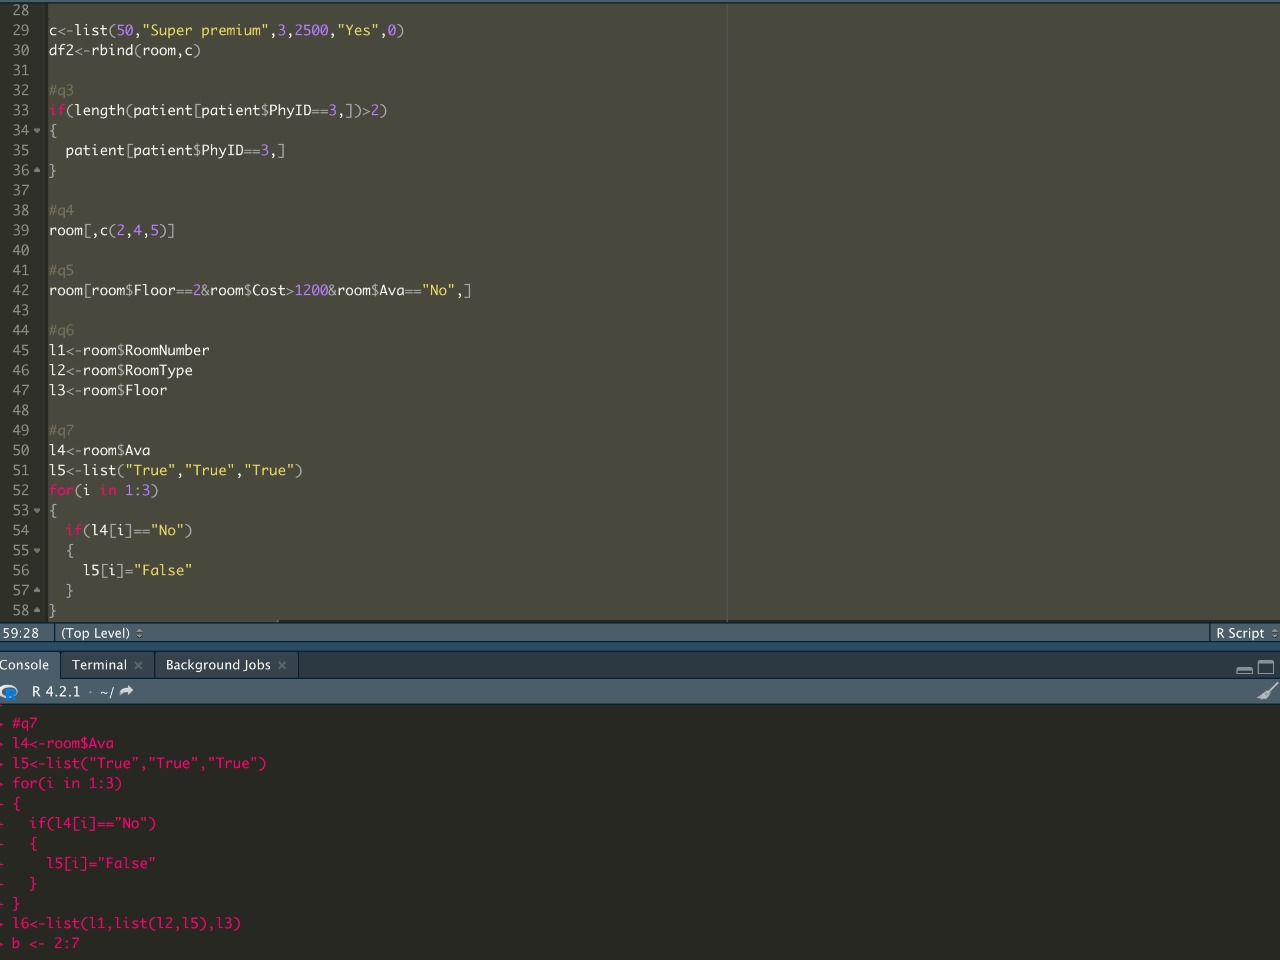 28
29 c<-list(50,"Super premium",3,2500,"Yes",0)
30 df2<-rbind(room,c)
31
32 #q3
33 if(length(patient[patient$PhyID==3,])>2)
34 {
35   patient[patient$PhyID==3,]
36 }
37
38 #q4
39 room[,c(2,4,5)]
40
41 #q5
42 room[room$Floor==2&room$Cost>1200&room$Ava=="No",]
43
44 #q6
45 l1<-room$RoomNumber
46 l2<-room$RoomType
47 l3<-room$Floor
48
49 #q7
50 l4<-room$Ava
51 l5<-list("True","True","True")
52 for(i in 1:3)
53 {
54   if(l4[i]=="No")
55   {
56     l5[i]="False"
57   }
58 }
59:28 (Top Level) R Script
Console Terminal Background Jobs
R 4.2.1 · ~/
> #q7
> l4<-room$Ava
> l5<-list("True","True","True")
> for(i in 1:3)
+ {
+   if(l4[i]=="No")
+   {
+     l5[i]="False"
+   }
+ }
> l6<-list(l1,list(l2,l5),l3)
> b <- 2:7